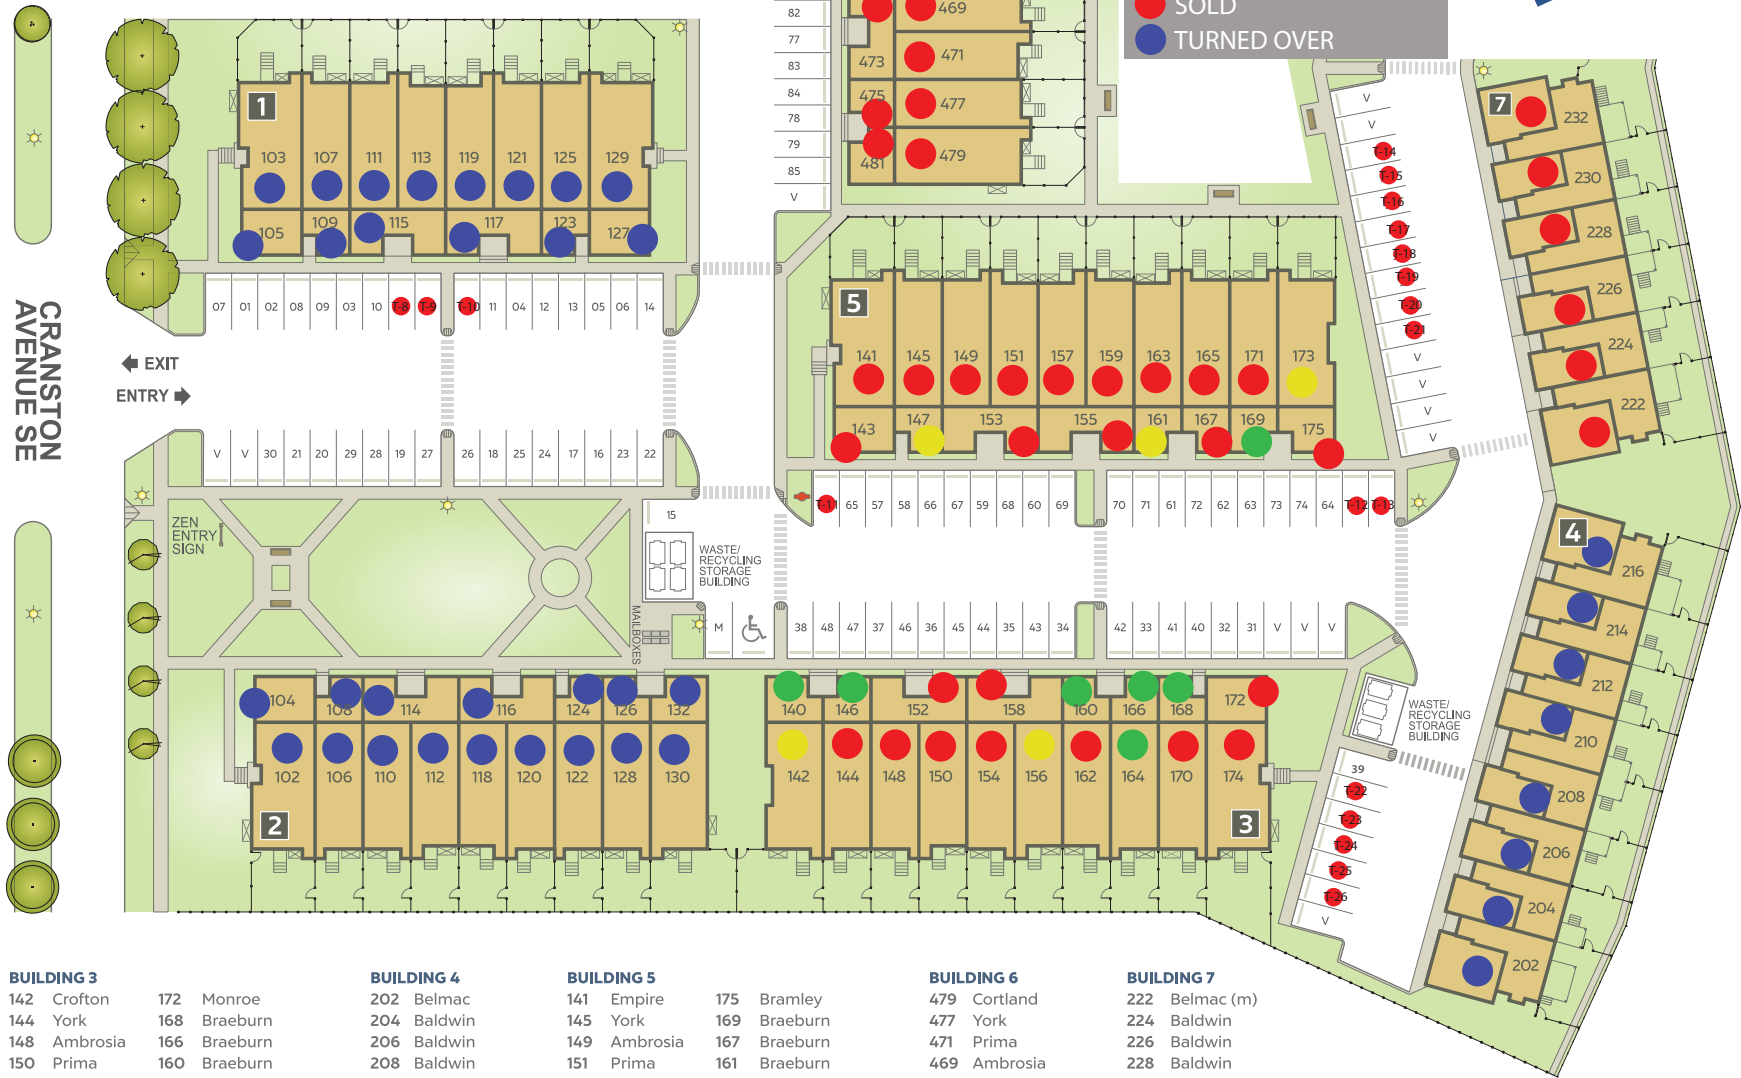 SOLD
TURNED OVER
82
77
83
84
78
79
85
V
469
471
473
475
477
479
481
1
103 107 111 113 119 121 125 129
105 109 115 117 123 127
07 01 02 08 09 03 10 T-8 T-9 T-10 11 04 12 13 05 06 14
CRANSTON
AVENUE SE
EXIT
ENTRY
V V 30 21 20 29 28 19 27 26 18 25 24 17 16 23 22
ZEN
ENTRY
SIGN
15
WASTE/
RECYCLING
STORAGE
BUILDING
MAILBOXES
M
5
141 145 149 151 157 159 163 165 171 173
143 147 153 155 161 167 169 175
T-11 65 57 58 66 67 59 68 60 69 70 71 61 72 62 63 73 74 64 T-12 T-13
38 48 47 37 46 36 45 44 35 43 34 42 33 41 40 32 31 V V V
V
V
T-14
T-15
T-16
T-17
T-18
T-19
T-20
T-21
V
V
V
V
7
232
230
228
226
224
222
4
216
214
212
210
208
206
204
202
WASTE/
RECYCLING
STORAGE
BUILDING
39
T-22
T-23
T-24
T-25
T-26
V
104 108 114 116 124 126 132
102 106 110 112 118 120 122 128 130
2
140 146 152 158 160 166 168 172
142 144 148 150 154 156 162 164 170 174
3
BUILDING 3
142 Crofton 172 Monroe
144 York 168 Braeburn
148 Ambrosia 166 Braeburn
150 Prima 160 Braeburn
BUILDING 4
202 Belmac
204 Baldwin
206 Baldwin
208 Baldwin
BUILDING 5
141 Empire 175 Bramley
145 York 169 Braeburn
149 Ambrosia 167 Braeburn
151 Prima 161 Braeburn
BUILDING 6
479 Cortland
477 York
471 Prima
469 Ambrosia
BUILDING 7
222 Belmac (m)
224 Baldwin
226 Baldwin
228 Baldwin